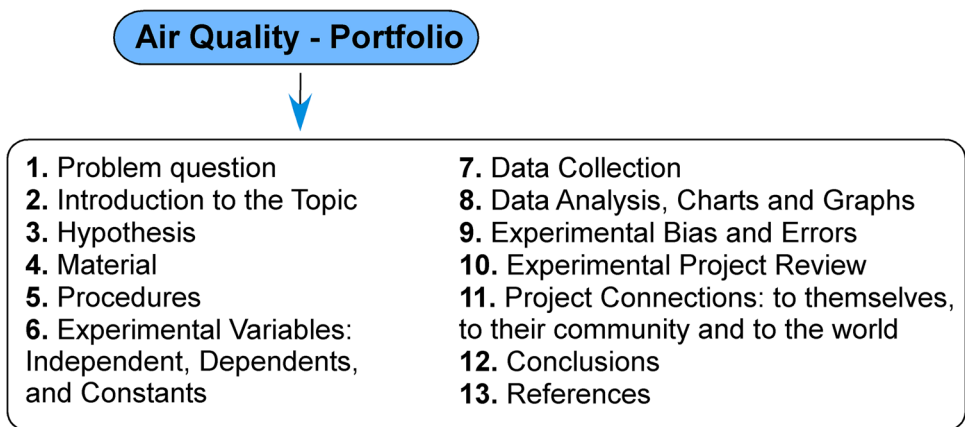 Air Quality - Portfolio
1. Problem question
2. Introduction to the Topic
3. Hypothesis
4. Material
5. Procedures
6. Experimental Variables:
Independent, Dependents,
and Constants
7. Data Collection
8. Data Analysis, Charts and Graphs
9. Experimental Bias and Errors
10. Experimental Project Review
11. Project Connections: to themselves,
to their community and to the world
12. Conclusions
13. References